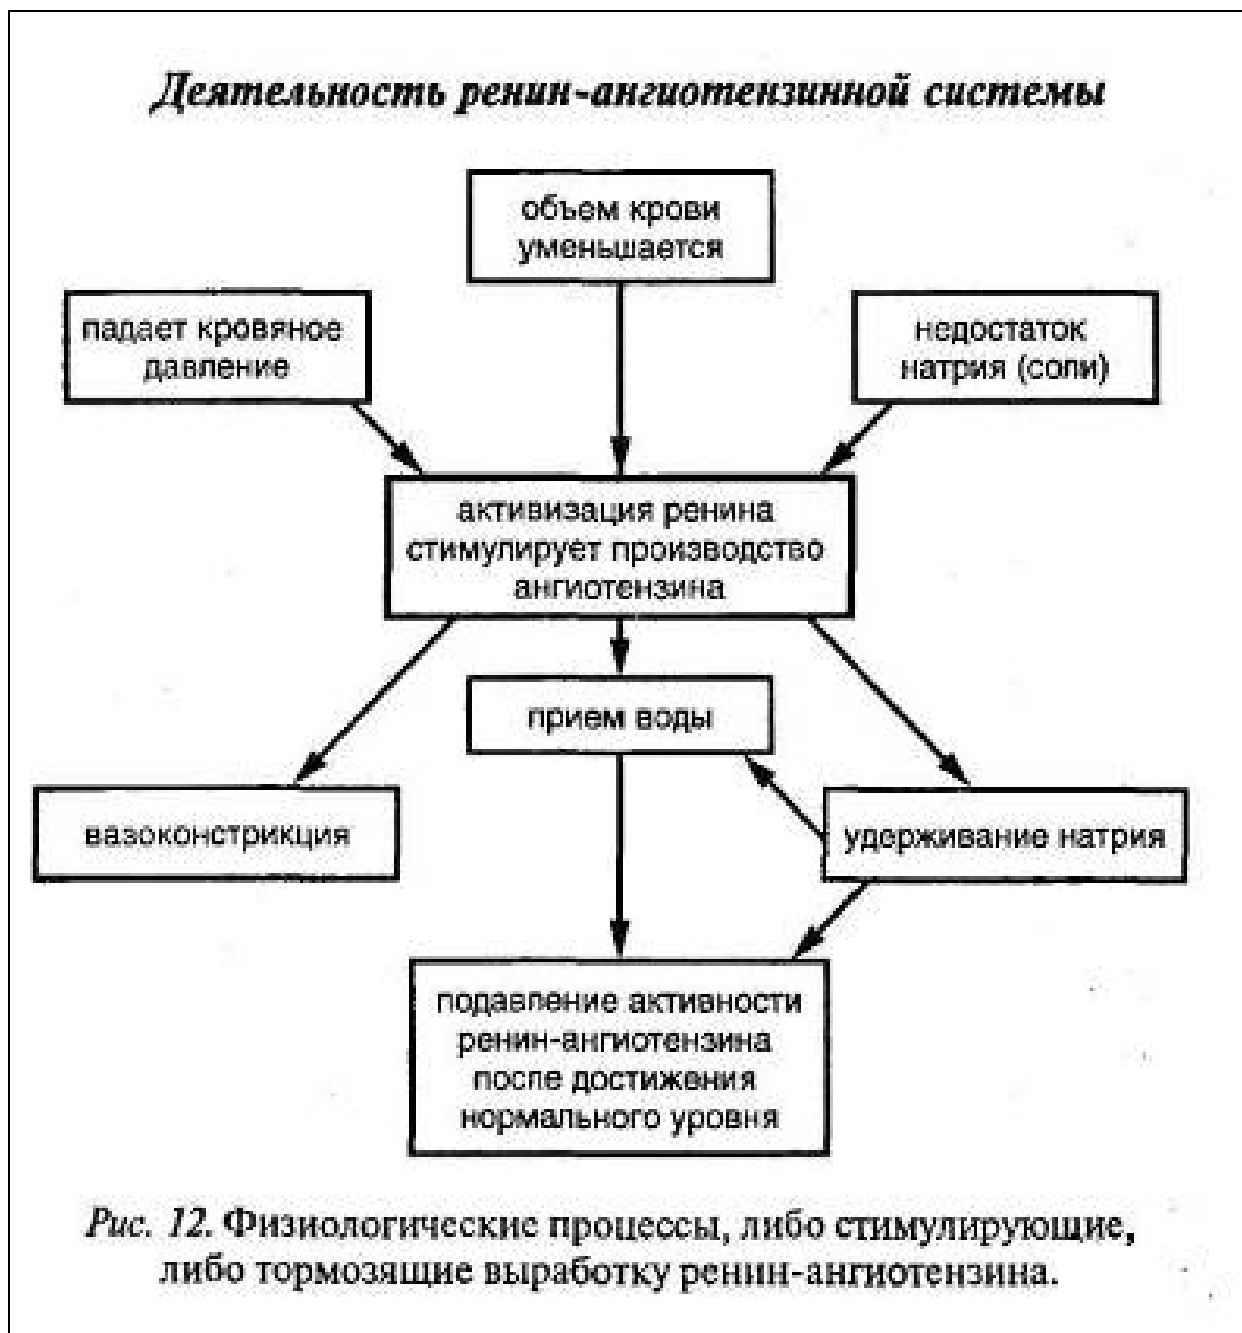 Деятельность ренин-ангиотензинной системы
объем крови
уменьшается
падает кровяное
давление
недостаток
натрия (соли)
активизация ренина
стимулирует производство
ангиотензина
прием воды
вазоконстрикция
удерживание натрия
подавление активности
ренин-ангиотензина
после достижения
нормального уровня
Рис. 12. Физиологические процессы, либо стимулирующие,
либо тормозящие выработку ренин-ангиотензина.